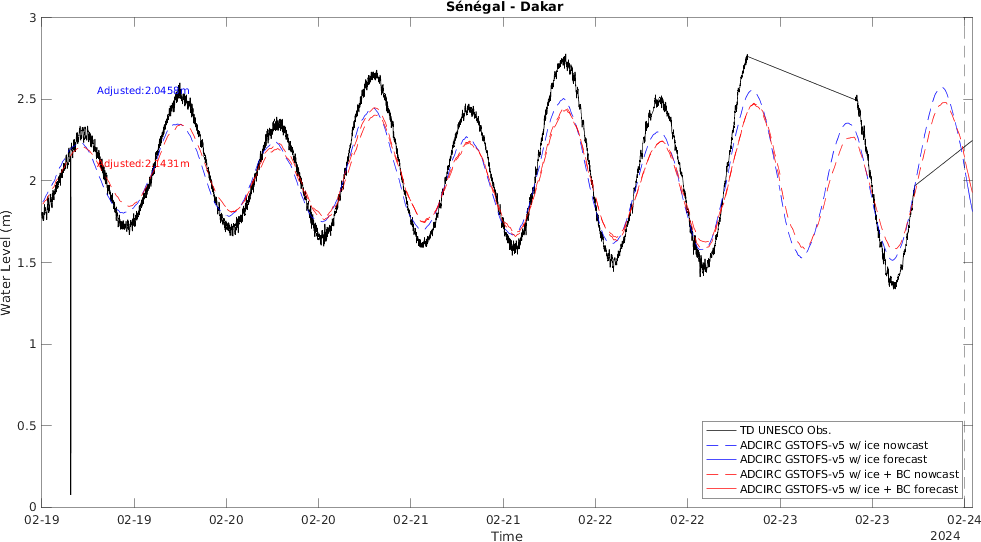 Sénégal - Dakar
Water Level (m)
3
2.5
2
1.5
1
0.5
0
Adjusted:2.0458m
Adjusted:2.1431m
TD UNESCO Obs.
ADCIRC GSTOFS-v5 w/ ice nowcast
ADCIRC GSTOFS-v5 w/ ice forecast
ADCIRC GSTOFS-v5 w/ ice + BC nowcast
ADCIRC GSTOFS-v5 w/ ice + BC forecast
02-19 02-19 02-20 02-20 02-21 02-21 02-22 02-22 02-23 02-23 02-24
Time
2024